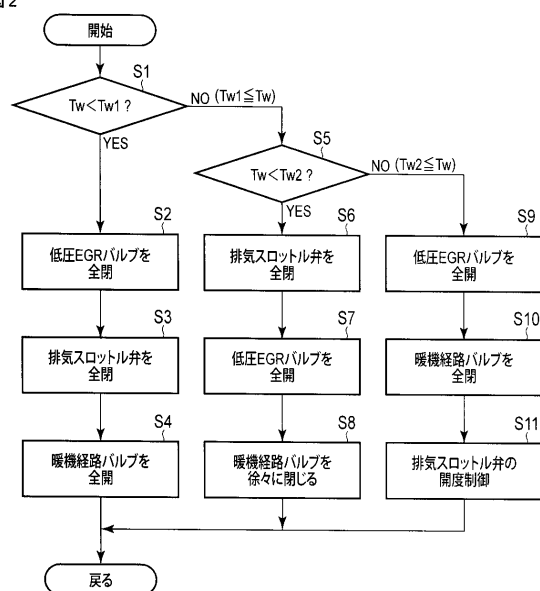 図2
開始
S1
Tw<Tw1 ?
NO (Tw1≦Tw)
YES
S5
Tw<Tw2 ?
NO (Tw2≦Tw)
YES
S2
低圧EGRバルブを
全閉
S3
排気スロットル弁を
全閉
S4
暖機経路バルブを
全開
S6
排気スロットル弁を
全閉
S7
低圧EGRバルブを
全開
S8
暖機経路バルブを
徐々に閉じる
S9
低圧EGRバルブを
全開
S10
暖機経路バルブを
全閉
S11
排気スロットル弁の
開度制御
戻る